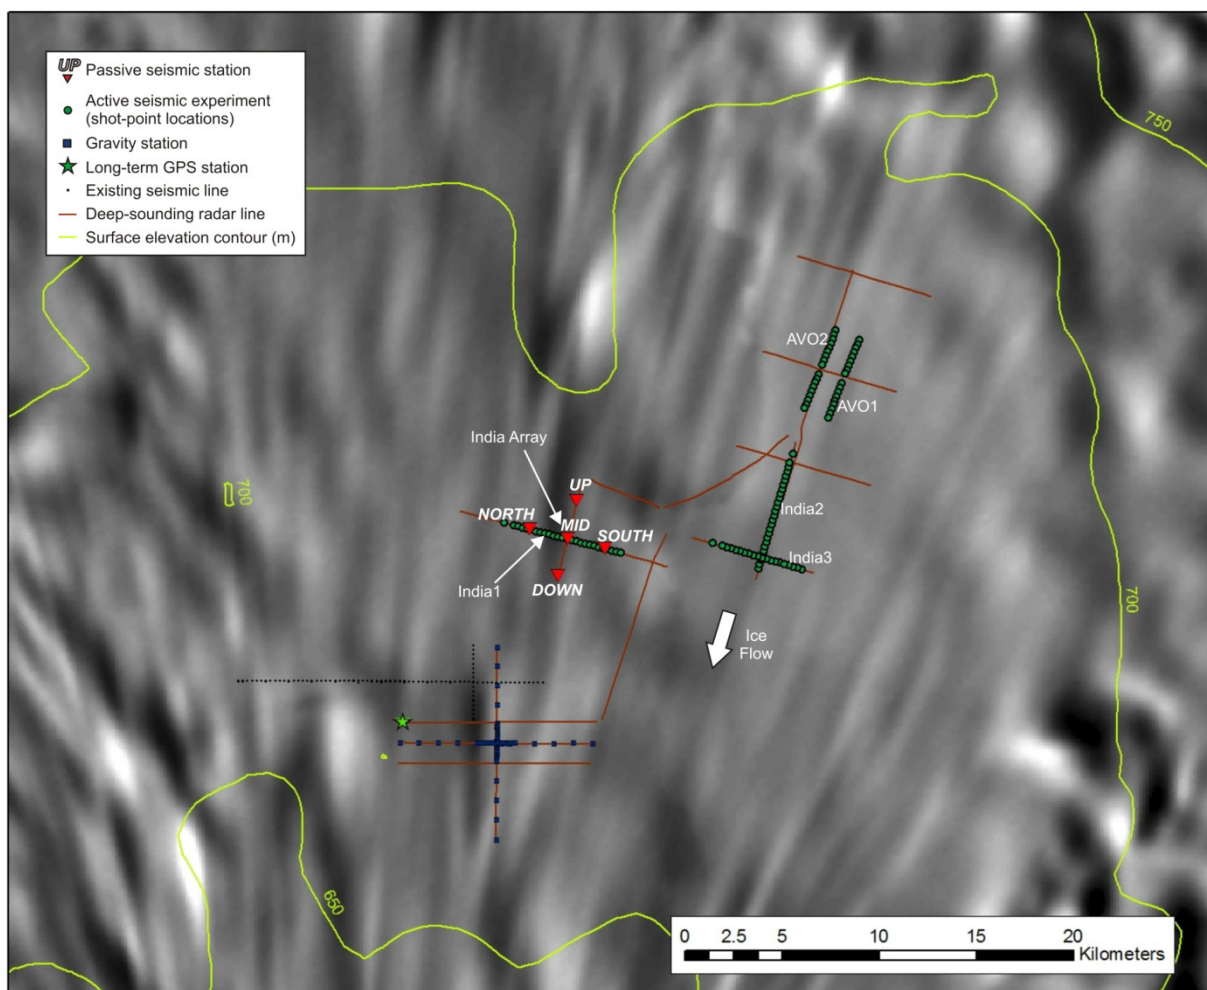 UP
Passive seismic station
Active seismic experiment
(shot-point locations)
Gravity station
Long-term GPS station
Existing seismic line
Deep-sounding radar line
Surface elevation contour (m)
750
AVO2
AVO1
India Array
UP
700
NORTH
MID
SOUTH
India2
India3
India1
DOWN
700
Ice
Flow
650
0 2.5 5 10 15 20
Kilometers